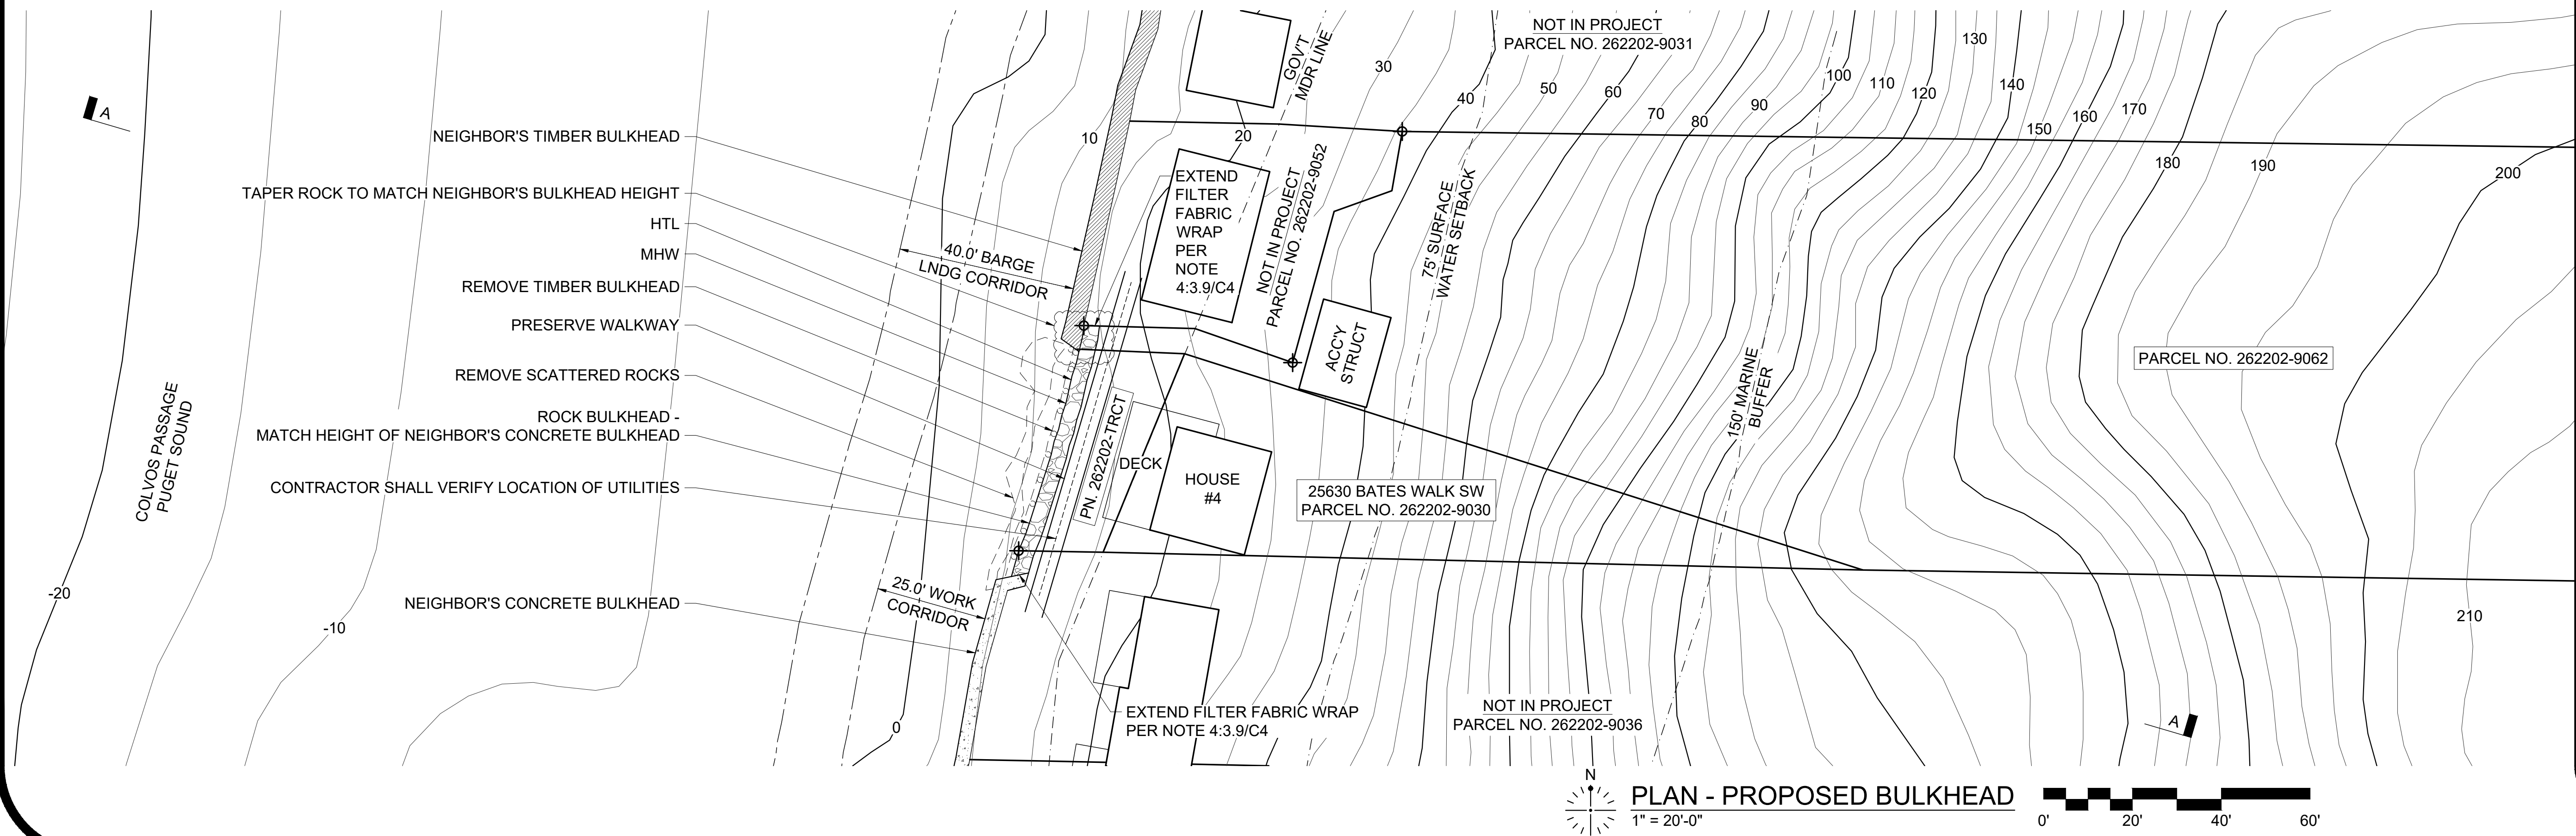 NOT IN PROJECT
PARCEL NO. 262202-9031
GOV'T
MDR LINE
A
NEIGHBOR'S TIMBER BULKHEAD
TAPER ROCK TO MATCH NEIGHBOR'S BULKHEAD HEIGHT
HTL
MHW
REMOVE TIMBER BULKHEAD
PRESERVE WALKWAY
REMOVE SCATTERED ROCKS
ROCK BULKHEAD -
MATCH HEIGHT OF NEIGHBOR'S CONCRETE BULKHEAD
CONTRACTOR SHALL VERIFY LOCATION OF UTILITIES
NEIGHBOR'S CONCRETE BULKHEAD
COLVOS PASSAGE
PUGET SOUND
-20
-10
0
10
20
30
40
50
60
70
80
90
100
110
120
130
140
150
160
170
180
190
200
210
40.0' BARGE
LNDG CORRIDOR
25.0' WORK
CORRIDOR
EXTEND
FILTER
FABRIC
WRAP
PER
NOTE
4:3.9/C4
NOT IN PROJECT
PARCEL NO. 262202-9052
75' SURFACE
WATER SETBACK
ACC'Y
STRUCT
150' MARINE
BUFFER
PARCEL NO. 262202-9062
PN. 262202-TRCT
DECK
HOUSE
#4
25630 BATES WALK SW
PARCEL NO. 262202-9030
EXTEND FILTER FABRIC WRAP
PER NOTE 4:3.9/C4
NOT IN PROJECT
PARCEL NO. 262202-9036
A
N
PLAN - PROPOSED BULKHEAD
1" = 20'-0"
0' 20' 40' 60'